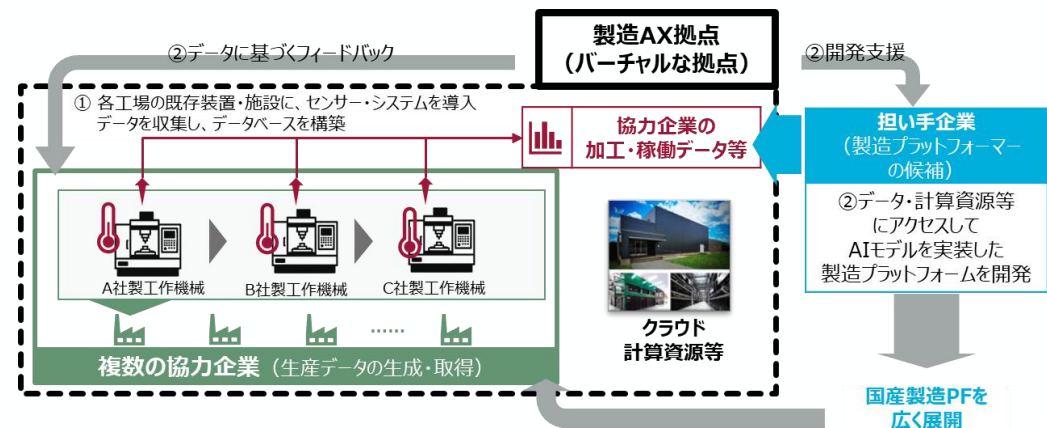 製造AX拠点
(バーチャルな拠点)
②データに基づくフィードバック
②開発支援
① 各工場の既存装置・施設に、センサー・システムを導入
データを収集し、データベースを構築
協力企業の
加工・稼働データ等
担い手企業
(製造プラットフォーマー
の候補)
②データ・計算資源等
にアクセスして
AIモデルを実装した
製造プラットフォームを開発
A社製工作機械
B社製工作機械
C社製工作機械
……
クラウド
計算資源等
複数の協力企業(生産データの生成・取得)
国産製造PFを
広く展開